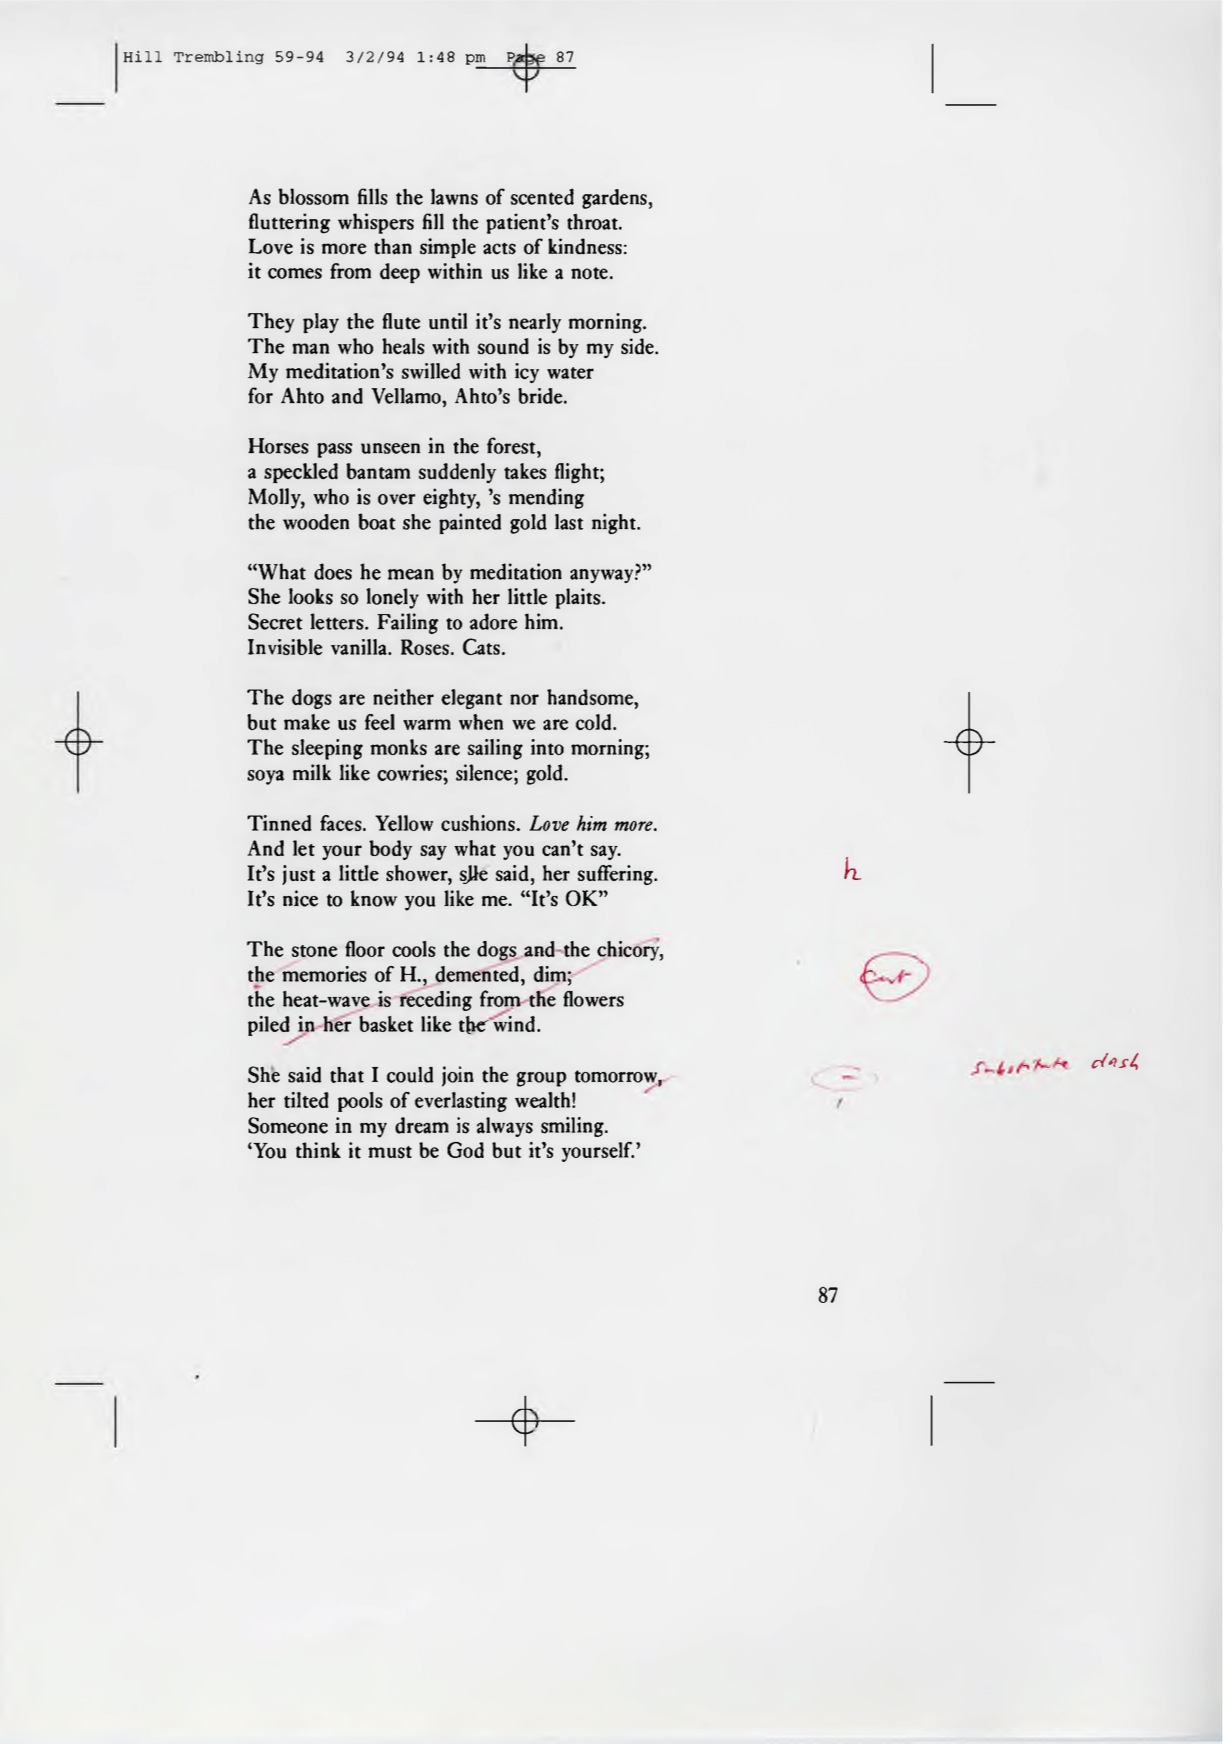 Hill Trembling 59-94 3/2/94 1:48 pm Page 87
As blossom fills the lawns of scented gardens,
fluttering whispers fill the patient's throat.
Love is more than simple acts of kindness:
it comes from deep within us like a note.
They play the flute until it's nearly morning.
The man who heals with sound is by my side.
My meditation's swilled with icy water
for Ahto and Vellamo, Ahto's bride.
Horses pass unseen in the forest,
a speckled bantam suddenly takes flight;
Molly, who is over eighty, 's mending
the wooden boat she painted gold last night.
“What does he mean by meditation anyway?”
She looks so lonely with her little plaits.
Secret letters. Failing to adore him.
Invisible vanilla. Roses. Cats.
The dogs are neither elegant nor handsome,
but make us feel warm when we are cold.
The sleeping monks are sailing into morning;
soya milk like cowries; silence; gold.
Tinned faces. Yellow cushions. Love him more.
And let your body say what you can't say.
It's just a little shower, slle said, her suffering. h
It's nice to know you like me. “It's OK”
The stone floor cools the dogs and the chicory,
the memories of H., demented, dim; cut
the heat-wave is receding from the flowers
piled in her basket like the wind.
She said that I could join the group tomorrow, – substitute dash
her tilted pools of everlasting wealth!
Someone in my dream is always smiling.
‘You think it must be God but it's yourself.’
87